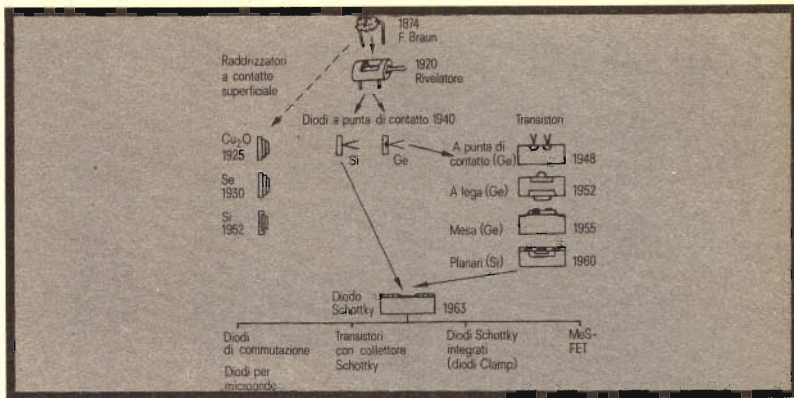 1874
F. Braun
Raddrizzatori
a contatto
superficiale
1920
Rivelatore
Diodi a punta di contatto 1940
Transistori
Cu₂O
1925
Si
Ge
A punta di
contatto (Ge)
1948
Se
1930
A lega (Ge)
1952
Si
1952
Mesa (Ge)
1955
Planari (Si)
1960
Diodo
Schottky
1963
Diodi
di commutazione
Diodi per
microonde
Transistori
con collettore
Schottky
Diodi Schottky
integrati
(diodi Clamp)
MeS-
FET